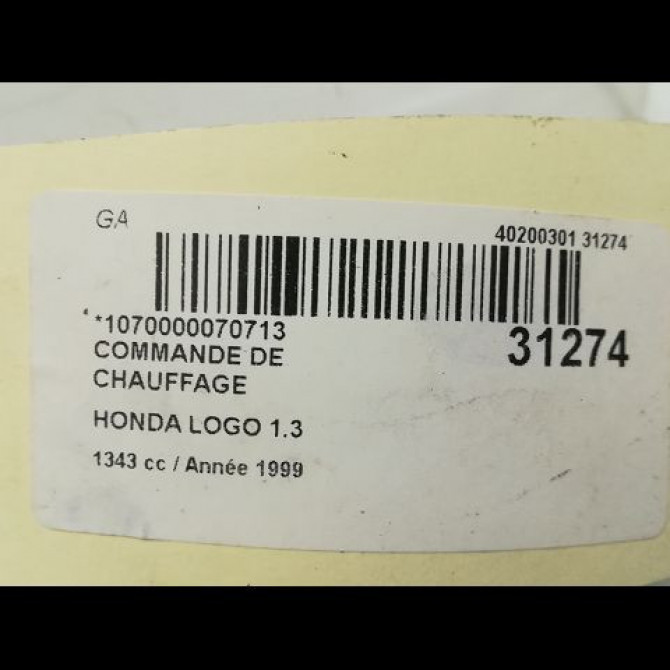 GA
40200301 31274
*1070000070713
31274
COMMANDE DE
CHAUFFAGE
HONDA LOGO 1.3
1343 cc / Année 1999